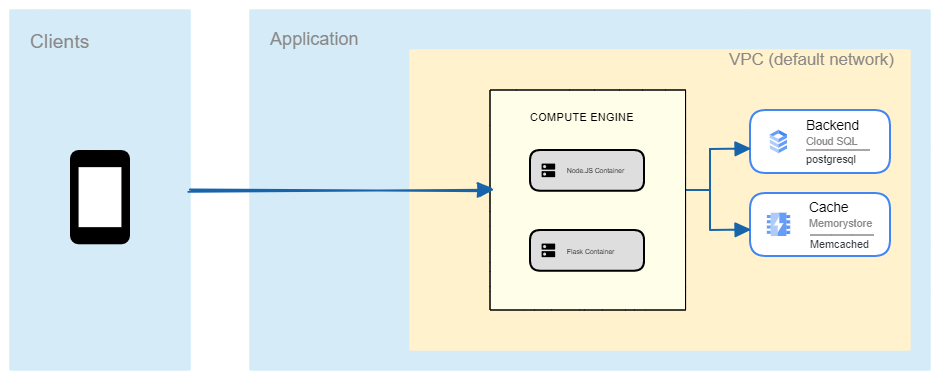 Clients
Application
VPC (default network)
COMPUTE ENGINE
Node.JS Container
Flask Container
Backend
Cloud SQL
postgresql
Cache
Memorystore
Memcached